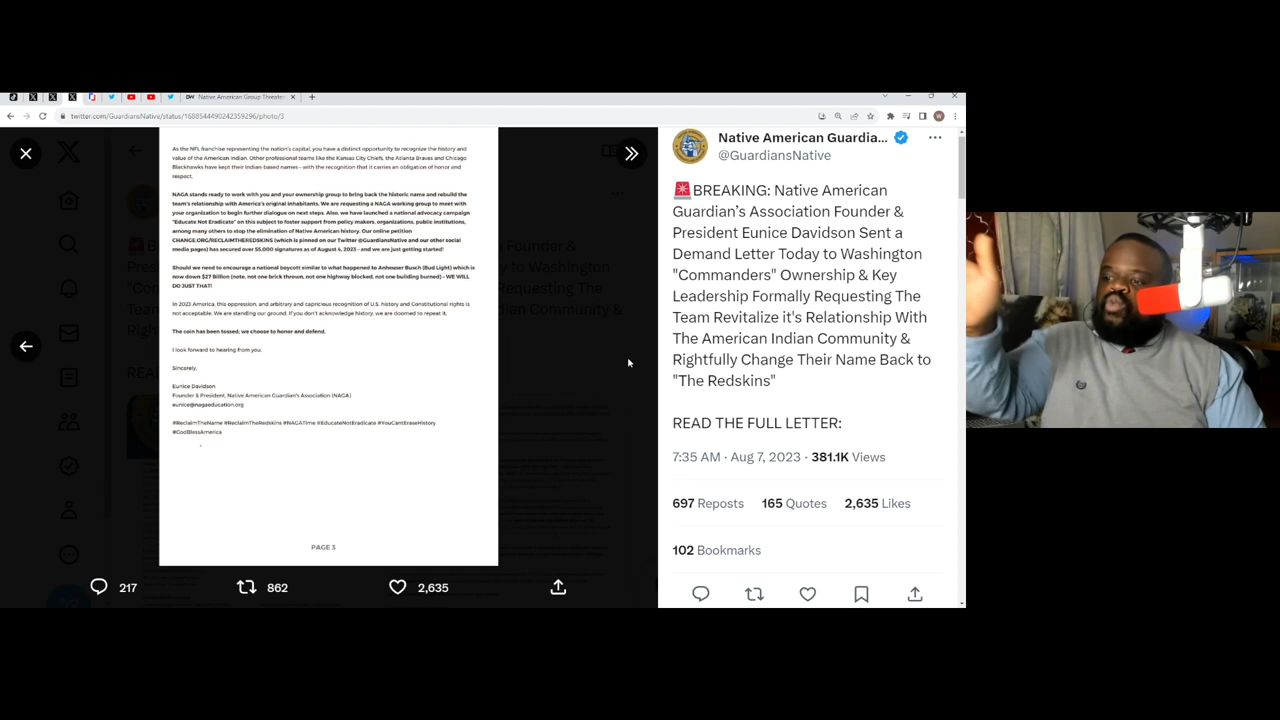 Native American Group Threate
twitter.com/GuardiansNative/status/1688544490242359296/photo/3
As the NFL franchise representing the nation's capital, you have a distinct opportunity to recognize the history and
value of the American Indian. Other professional teams like the Kansas City Chiefs, the Atlanta Braves and Chicago
Blackhawks have kept their Indian-based names – with the recognition that it carries an obligation of honor and
respect.
NAGA stands ready to work with you and your ownership group to bring back the historic name and rebuild the
team's relationship with America's original inhabitants. We are requesting a NAGA working group to meet with
your organization to begin further dialogue on next steps. Also, we have launched a national advocacy campaign
"Educate Not Eradicate" on this subject to foster support from policy makers, organizations, public institutions,
among many others to stop the elimination of Native American history. Our online petition
CHANGE.ORG/RECLAIMTHEREDSKINS (which is pinned on our Twitter @GuardiansNative and our other social
media pages) has secured over 55,000 signatures as of August 4, 2023 – and we are just getting started!
Should we need to encourage a national boycott similar to what happened to Anhouser Busch (Bud Light) which is
now down $27 Billion (note, not one brick thrown, not one highway blocked, not one building burned) - WE WILL
DO JUST THAT!
In 2023 America, this oppression, and arbitrary and capricious recognition of U.S. history and Constitutional rights is
not acceptable. We are standing our ground. If you don't acknowledge history, we are doomed to repeat it.
The coin has been tossed; we choose to honor and defend.
I look forward to hearing from you.
Sincerely,
Eunice Davidson
Founder & President, Native American Guardian's Association (NAGA)
eunice@nagaeducation.org
#ReclaimTheName #ReclaimTheRedskins #NAGATime #EducateNotEradicate #YouCantEraseHistory
#GodBlessAmerica
PAGE 3
217
862
2,635
Native American Guardia...
@GuardiansNative
🚨BREAKING: Native American
Guardian's Association Founder &
President Eunice Davidson Sent a
Demand Letter Today to Washington
"Commanders" Ownership & Key
Leadership Formally Requesting The
Team Revitalize it's Relationship With
The American Indian Community &
Rightfully Change Their Name Back to
"The Redskins"
READ THE FULL LETTER:
7:35 AM · Aug 7, 2023 · 381.1K Views
697 Reposts 165 Quotes 2,635 Likes
102 Bookmarks